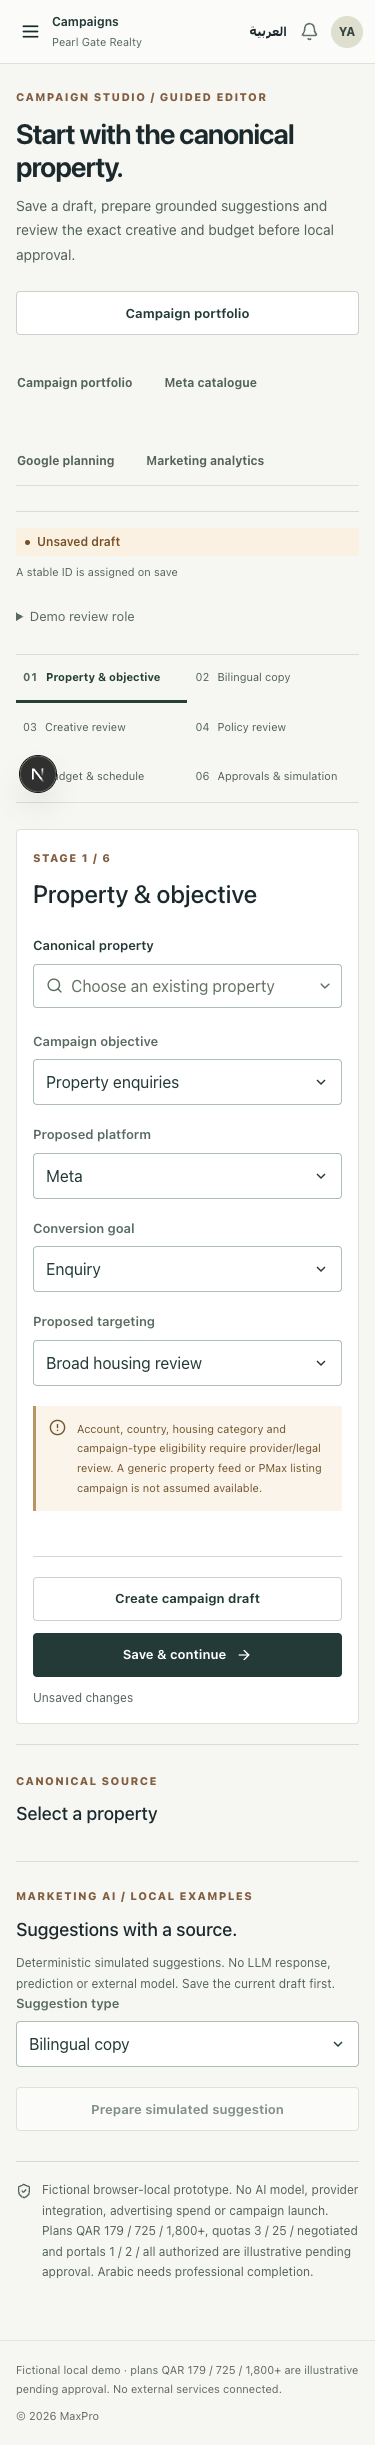 Campaigns
Pearl Gate Realty
العربية
YA
CAMPAIGN STUDIO / GUIDED EDITOR
Start with the canonical
property.
Save a draft, prepare grounded suggestions and
review the exact creative and budget before local
approval.
Campaign portfolio
Campaign portfolio
Meta catalogue
Google planning
Marketing analytics
Unsaved draft
A stable ID is assigned on save
Demo review role
01 Property & objective
02 Bilingual copy
03 Creative review
04 Policy review
N
& schedule
06 Approvals & simulation
STAGE 1 / 6
Property & objective
Canonical property
Choose an existing property
Campaign objective
Property enquiries
Proposed platform
Meta
Conversion goal
Enquiry
Proposed targeting
Broad housing review
Account, country, housing category and
campaign-type eligibility require provider/legal
review. A generic property feed or PMax listing
campaign is not assumed available.
Create campaign draft
Save & continue
Unsaved changes
CANONICAL SOURCE
Select a property
MARKETING AI / LOCAL EXAMPLES
Suggestions with a source.
Deterministic simulated suggestions. No LLM response,
prediction or external model. Save the current draft first.
Suggestion type
Bilingual copy
Prepare simulated suggestion
Fictional browser-local prototype. No AI model, provider
integration, advertising spend or campaign launch.
Plans QAR 179 / 725 / 1,800+, quotas 3 / 25 / negotiated
and portals 1 / 2 / all authorized are illustrative pending
approval. Arabic needs professional completion.
Fictional local demo · plans QAR 179 / 725 / 1,800+ are illustrative
pending approval. No external services connected.
© 2026 MaxPro